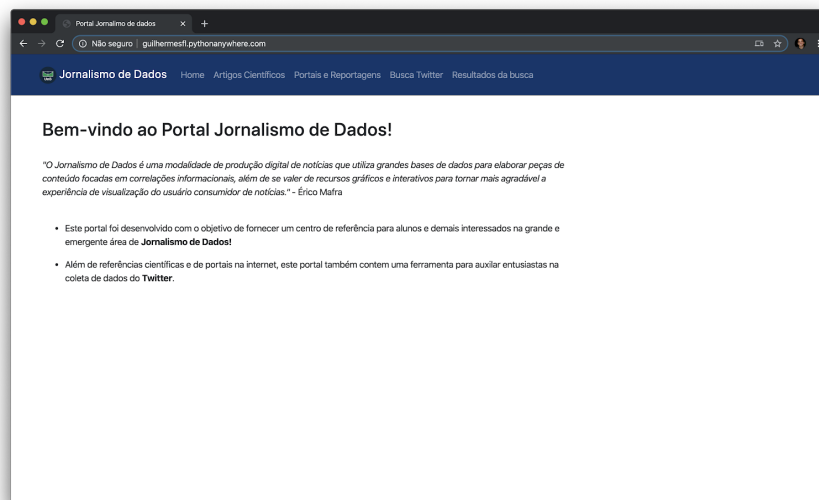 Portal Jornalimo de dados
Não seguro | guilhermesfl.pythonanywhere.com
Jornalismo de Dados Home Artigos Científicos Portais e Reportagens Busca Twitter Resultados da busca
Bem-vindo ao Portal Jornalismo de Dados!
"O Jornalismo de Dados é uma modalidade de produção digital de notícias que utiliza grandes bases de dados para elaborar peças de
conteúdo focadas em correlações informacionais, além de se valer de recursos gráficos e interativos para tornar mais agradável a
experiência de visualização do usuário consumidor de notícias." - Érico Mafra
• Este portal foi desenvolvido com o objetivo de fornecer um centro de referência para alunos e demais interessados na grande e
emergente área de Jornalismo de Dados!
• Além de referências científicas e de portais na internet, este portal também contem uma ferramenta para auxilar entusiastas na
coleta de dados do Twitter.